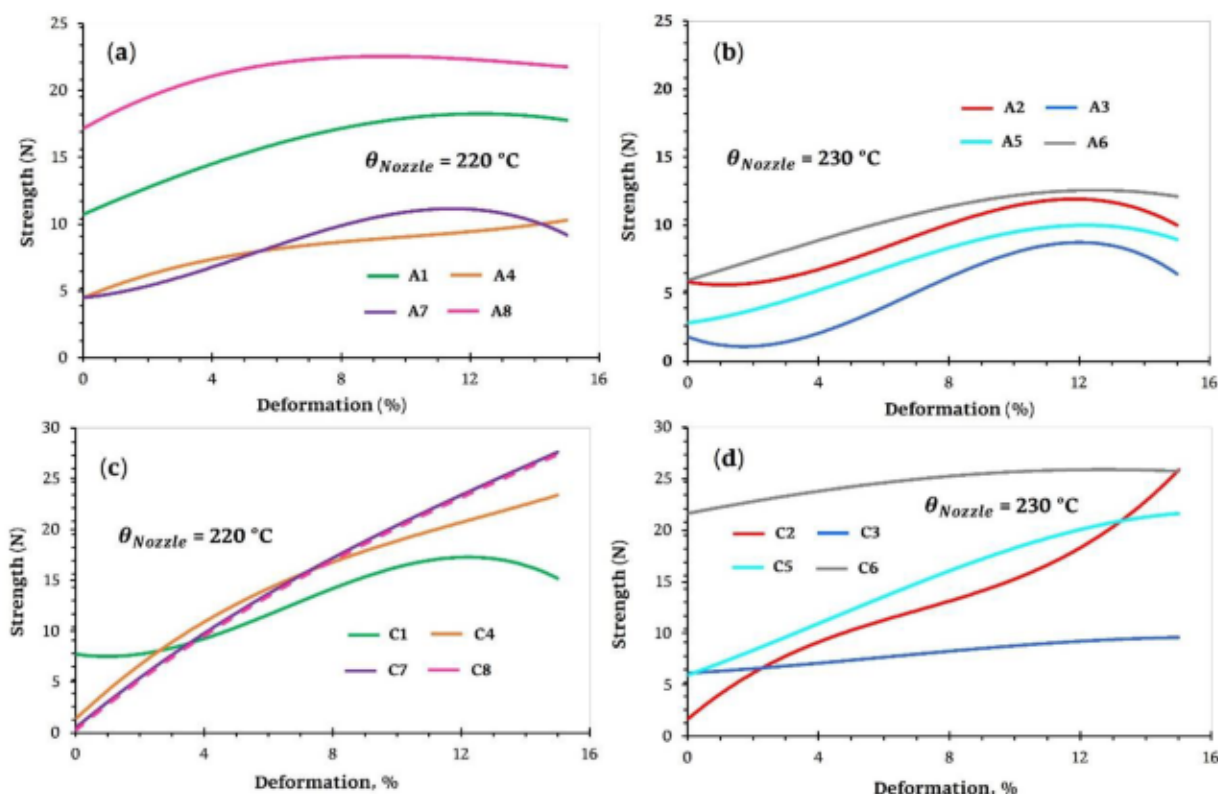 (a)
25
20
15
10
5
0
Strength (N)
θNozzle = 220 °C
A1 A4
A7 A8
0 4 8 12 16
Deformation (%)
(b)
25
20
15
10
5
0
Strength (N)
A2 A3
A5 A6
θNozzle = 230 °C
0 4 8 12 16
Deformation (%)
(c)
30
25
20
15
10
5
0
Strength (N)
θNozzle = 220 °C
C1 C4
C7 C8
0 4 8 12 16
Deformation, %
(d)
30
25
20
15
10
5
0
Strength (N)
θNozzle = 230 °C
C2 C3
C5 C6
0 4 8 12 16
Deformation, %